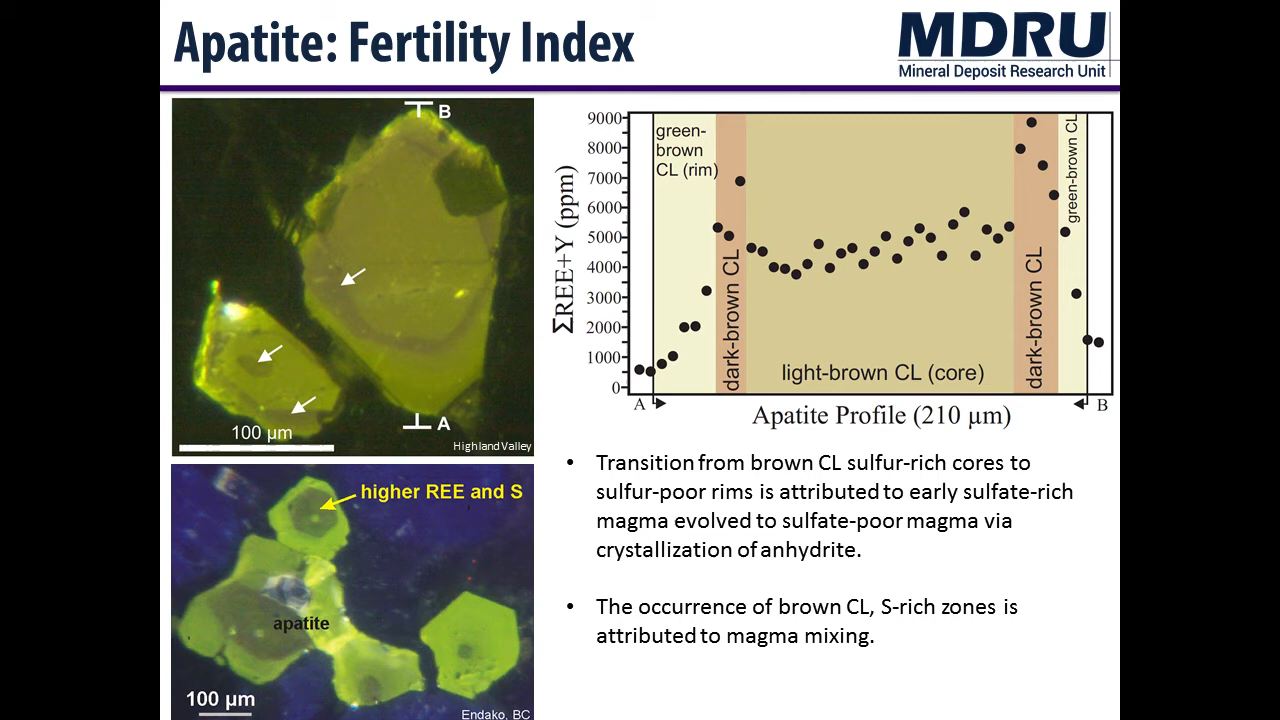 Apatite: Fertility Index
MDRU
Mineral Deposit Research Unit
B
A
100 µm
Highland Valley
higher REE and S
apatite
100 µm
Endako, BC
ΣREE+Y (ppm)
9000
8000
7000
6000
5000
4000
3000
2000
1000
0
green-
brown
CL (rim)
dark-brown CL
light-brown CL (core)
dark-brown CL
green-brown CL
A
B
Apatite Profile (210 µm)
• Transition from brown CL sulfur-rich cores to
sulfur-poor rims is attributed to early sulfate-rich
magma evolved to sulfate-poor magma via
crystallization of anhydrite.
• The occurrence of brown CL, S-rich zones is
attributed to magma mixing.